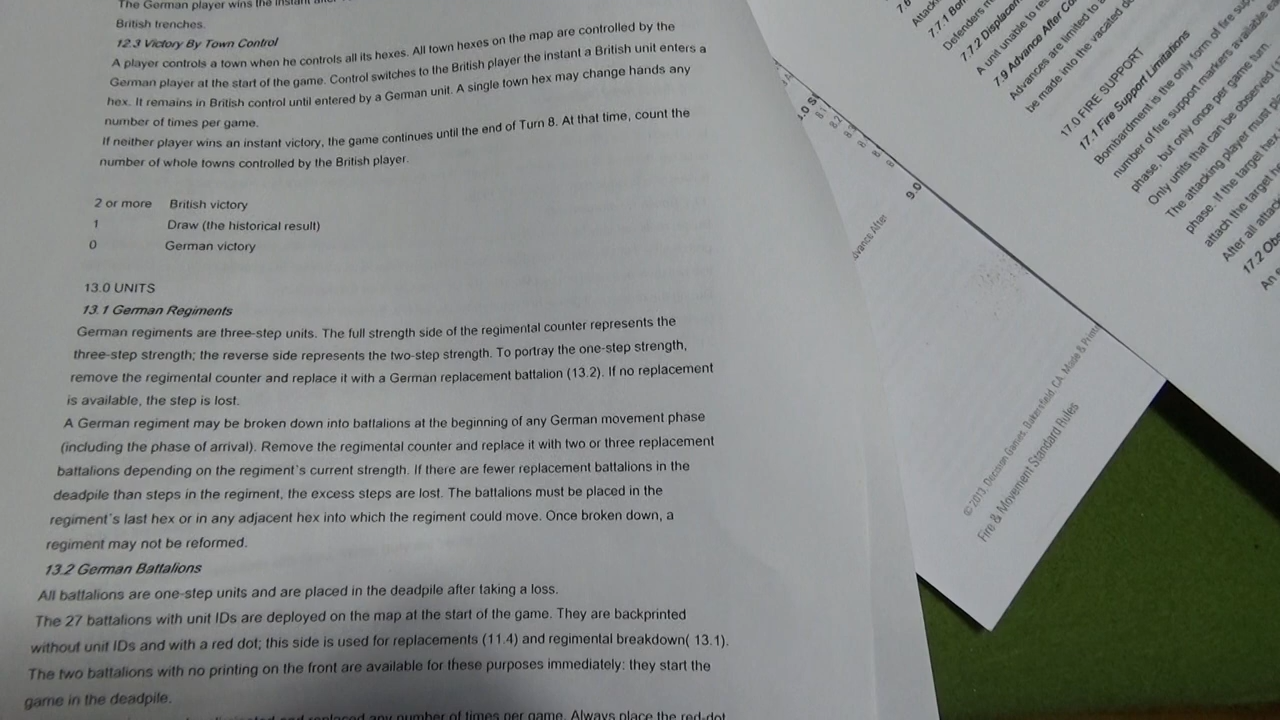 The German player wins the instant
British trenches.
12.3 Victory By Town Control
A player controls a town when he controls all its hexes. All town hexes on the map are controlled by the
German player at the start of the game. Control switches to the British player the instant a British unit enters a
hex. It remains in British control until entered by a German unit. A single town hex may change hands any
number of times per game.
If neither player wins an instant victory, the game continues until the end of Turn 8. At that time, count the
number of whole towns controlled by the British player.
2 or more British victory
1 Draw (the historical result)
0 German victory
13.0 UNITS
13.1 German Regiments
German regiments are three-step units. The full strength side of the regimental counter represents the
three-step strength; the reverse side represents the two-step strength. To portray the one-step strength,
remove the regimental counter and replace it with a German replacement battalion (13.2). If no replacement
is available, the step is lost.
A German regiment may be broken down into battalions at the beginning of any German movement phase
(including the phase of arrival). Remove the regimental counter and replace it with two or three replacement
battalions depending on the regiment's current strength. If there are fewer replacement battalions in the
deadpile than steps in the regiment, the excess steps are lost. The battalions must be placed in the
regiment's last hex or in any adjacent hex into which the regiment could move. Once broken down, a
regiment may not be reformed.
13.2 German Battalions
All battalions are one-step units and are placed in the deadpile after taking a loss.
The 27 battalions with unit IDs are deployed on the map at the start of the game. They are backprinted
without unit IDs and with a red dot; this side is used for replacements (11.4) and regimental breakdown( 13.1).
The two battalions with no printing on the front are available for these purposes immediately: they start the
game in the deadpile.
replaced any number of times per game. Always place the red-dot
8.1
8.2
9.0
dvance After
© 2013, Decision Games, Bakersfield, CA. Made & Print
Fire & Movement Standard Rules
7.6
Attack
7.7.1 Bom
Defenders m
7.7.2 Displacem
A unit unable to re
7.9 Advance After Co
Advances are limited to a
be made into the vacated
17.0 FIRE SUPPORT
17.1 Fire Support Limitations
Bombardment is the only form of fire sup
number of fire support markers available
phase, but only once per game turn.
Only units that can be observed (1
The attacking player must pl
phase. If the target hex
attach the target h
After all attac
17.2 Obs
An